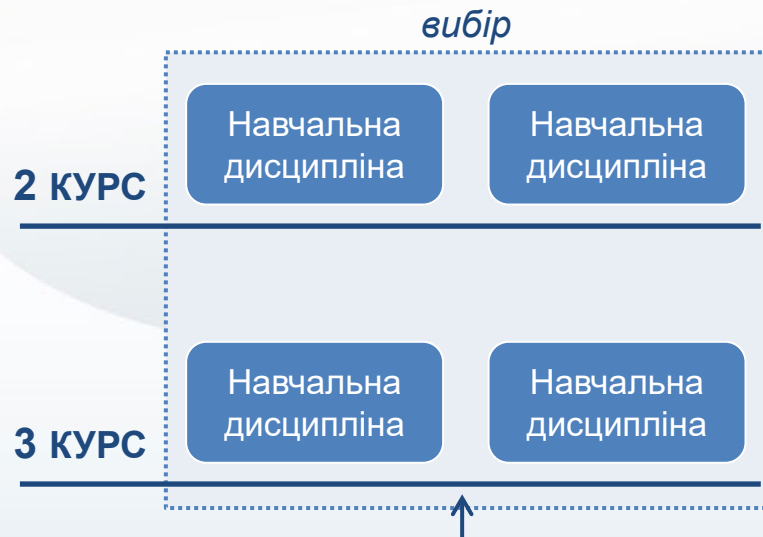 вибір
Навчальна
дисципліна
Навчальна
дисципліна
2 КУРС
Навчальна
дисципліна
Навчальна
дисципліна
3 КУРС